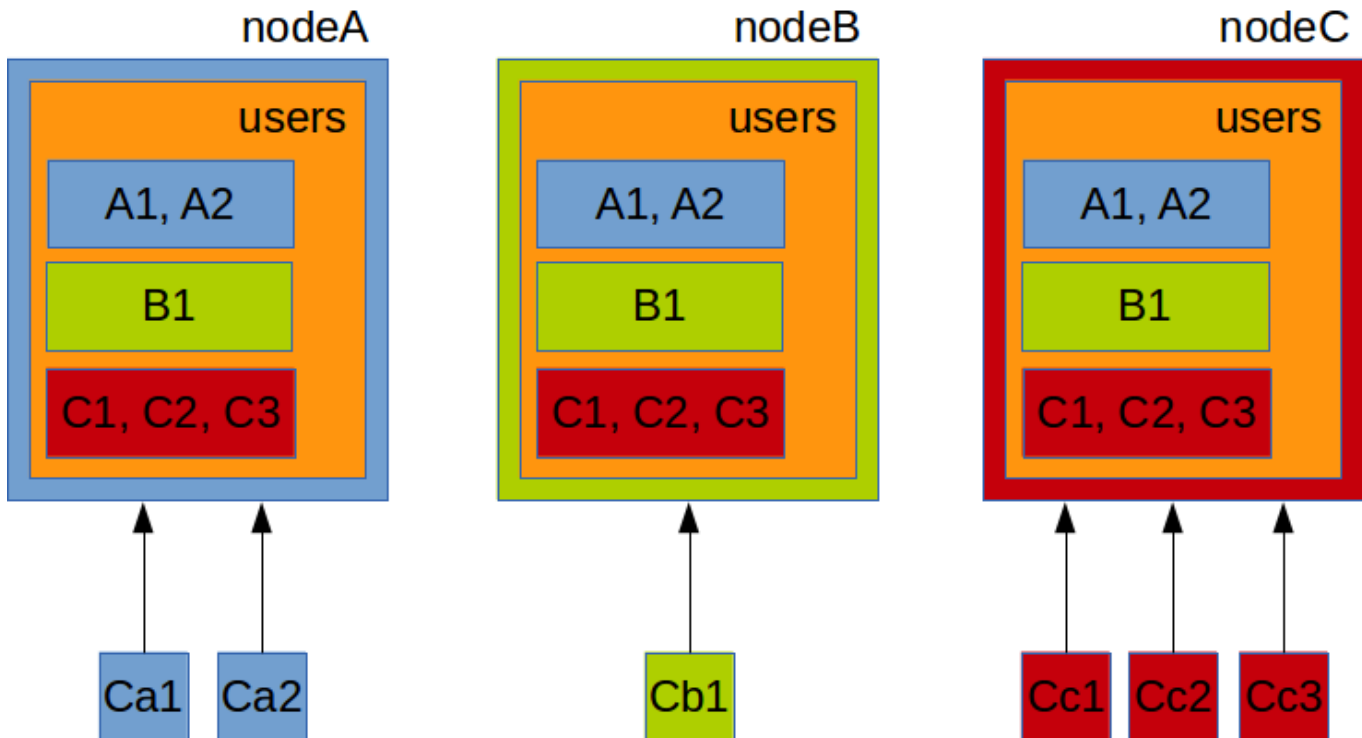 nodeA
nodeB
nodeC
users
users
users
A1, A2
A1, A2
A1, A2
B1
B1
B1
C1, C2, C3
C1, C2, C3
C1, C2, C3
Ca1
Ca2
Cb1
Cc1
Cc2
Cc3